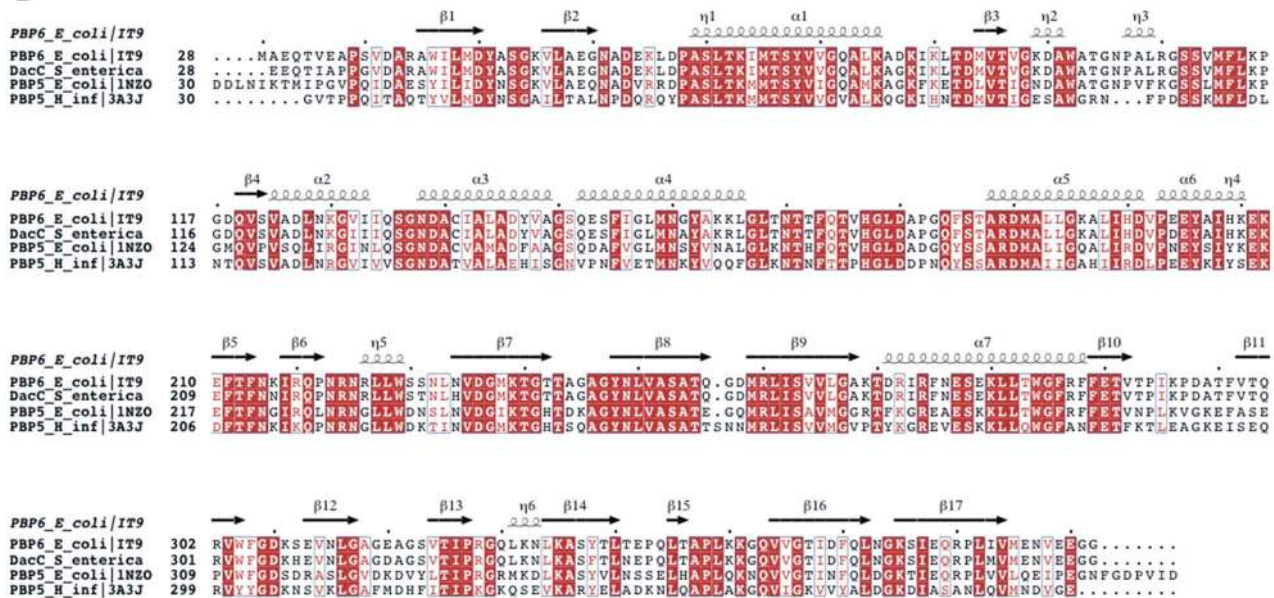 β1 β2 η1 α1 β3 η2 η3
PBP6_E_coli|IT9
PBP6_E_coli|IT9 28 ....MAEQTVEAPSVDARAWILMDYASGKVLAEGNADEKLDPASLTKIMTSYVVGQALKADKIKLTDMVTVGKDAWATGNPALRGSSVMFLKP
DacC_S_enterica 28 .....EEQTIAPPGVDARAWILMDYASGKVLAEGNADEKLDPASLTKIMTSYVVGQALKAGKIKLTDMVTVGKDAWATGNPALRGSSVMFLKP
PBP5_E_coli|1NZO 30 DDLNIKTMIPGVPQIDAESYILIDYNSGKVLAEQNADVRRDPASLTKMMTSYVIGQAMKAGKFKETDLVTIGNDAWATGNPVFKGSSLMFLKP
PBP5_H_inf|3A3J 30 .......GVTPPQITAQTYVLMDYNSGAILTALNPDQRQYPASLTKMMTSYVVGVALKQGKIHNTDMVTIGESAWGRN...FPDSSKMFLDL
β4 α2 α3 α4 α5 α6 η4
PBP6_E_coli|IT9
PBP6_E_coli|IT9 117 GDQVSVADLNKGVIIQSGNDACIALADYVAGSQESFIGLMNGYAKKLGLTNTTFQTVHGLDAPGQFSTARDMALLGKALIHDVPEEYAIHKEK
DacC_S_enterica 116 GDQVSVADLNKGIIIQSGNDACIALADYVAGSQESFIGLMNAYAKRLGLTNTTFQTVHGLDAPGQFSTARDMALLGKALIHDVPEEYAIHKEK
PBP5_E_coli|1NZO 124 GMQVPVSQLIRGINLQSGNDACVAMADFAAGSQDAFVGLMNSYVNALGLKNTHFQTVHGLDADGQYSSARDMALIGQALIRDVPNEYSIYKEK
PBP5_H_inf|3A3J 113 NTQVSVADLNRGVIVVSGNDATVALAEHISGNVPNFVETMNKYVQQFGLKNTNFTTPHGLDDPNQYSSARDMAIIGAHIIRDLPEEYKIYSEK
β5 β6 η5 β7 β8 β9 α7 β10 β11
PBP6_E_coli|IT9
PBP6_E_coli|IT9 210 EFTFNKIRQPNRNRLLWSSNLNVDGMKTGTTAGAGYNLVASATQ.GDMRLISVVLGAKTDRIRFNESEKLLTWGFRFFETVTPIKPDATFVTQ
DacC_S_enterica 209 EFTFNNIRQPNRNRLLWSTNLHVDGMKTGTTAGAGYNLVASATQ.GDMRLISVVLGAKTDRIRFNESEKLLTWGFRFFETVTPIKPDATFVTQ
PBP5_E_coli|1NZO 217 EFTFNGIRQLNRNGLLWDNSLNVDGIKTGHTDKAGYNLVASATE.GQMRLISAVMGGRTFKGREAESKKLLTWGFRFFETVNPLKVGKEFASE
PBP5_H_inf|3A3J 206 DFTFNKIKQPNRNGLLWDKTINVDGMKTGHTSQAGYNLVASATTSNNMRLISVVMGVPTYKGREVESKKLLQWGFANFETFKTLEAGKEISEQ
β12 β13 η6 β14 β15 β16 β17
PBP6_E_coli|IT9
PBP6_E_coli|IT9 302 RVWFGDKSEVNLGAGEAGSVTIPRGQLKNLKASYTLTEPQLTAPLKKGQVVGTIDFQLNGKSIEQRPLIVMENVEEGG.......
DacC_S_enterica 301 RVWFGDKHEVNLGAGDAGSVTIPRGQLKNLKASYTLNEPQLTAPLKKGQVVGTIDFQLNGKSIEQRPLMVMENVEEGG.......
PBP5_E_coli|1NZO 309 PVWFGDSDRASLGVDKDVYLTIPRGRMKDLKASYVLNSSELHAPLQKNQVVGTINFQLDGKTIEQRPLVVLQEIPEGNFGDPVID
PBP5_H_inf|3A3J 299 RVYYGDKNSVKLGAFMDHFITIPKGKQSEVKARYELADKNLQAPLAKGQVIGKVVYALDGKDIASANLQVMNDVGE.........